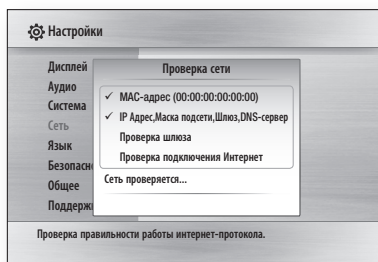 Настройки
Дисплей
Аудио
Система
Сеть
Язык
Безопасн
Общее
Поддерж
Проверка сети
✓ MAC-адрес (00:00:00:00:00:00)
✓ IP Адрес,Маска подсети,Шлюз,DNS-сервер
Проверка шлюза
Проверка подключения Интернет
Сеть проверяется...
Проверка правильности работы интернет-протокола.